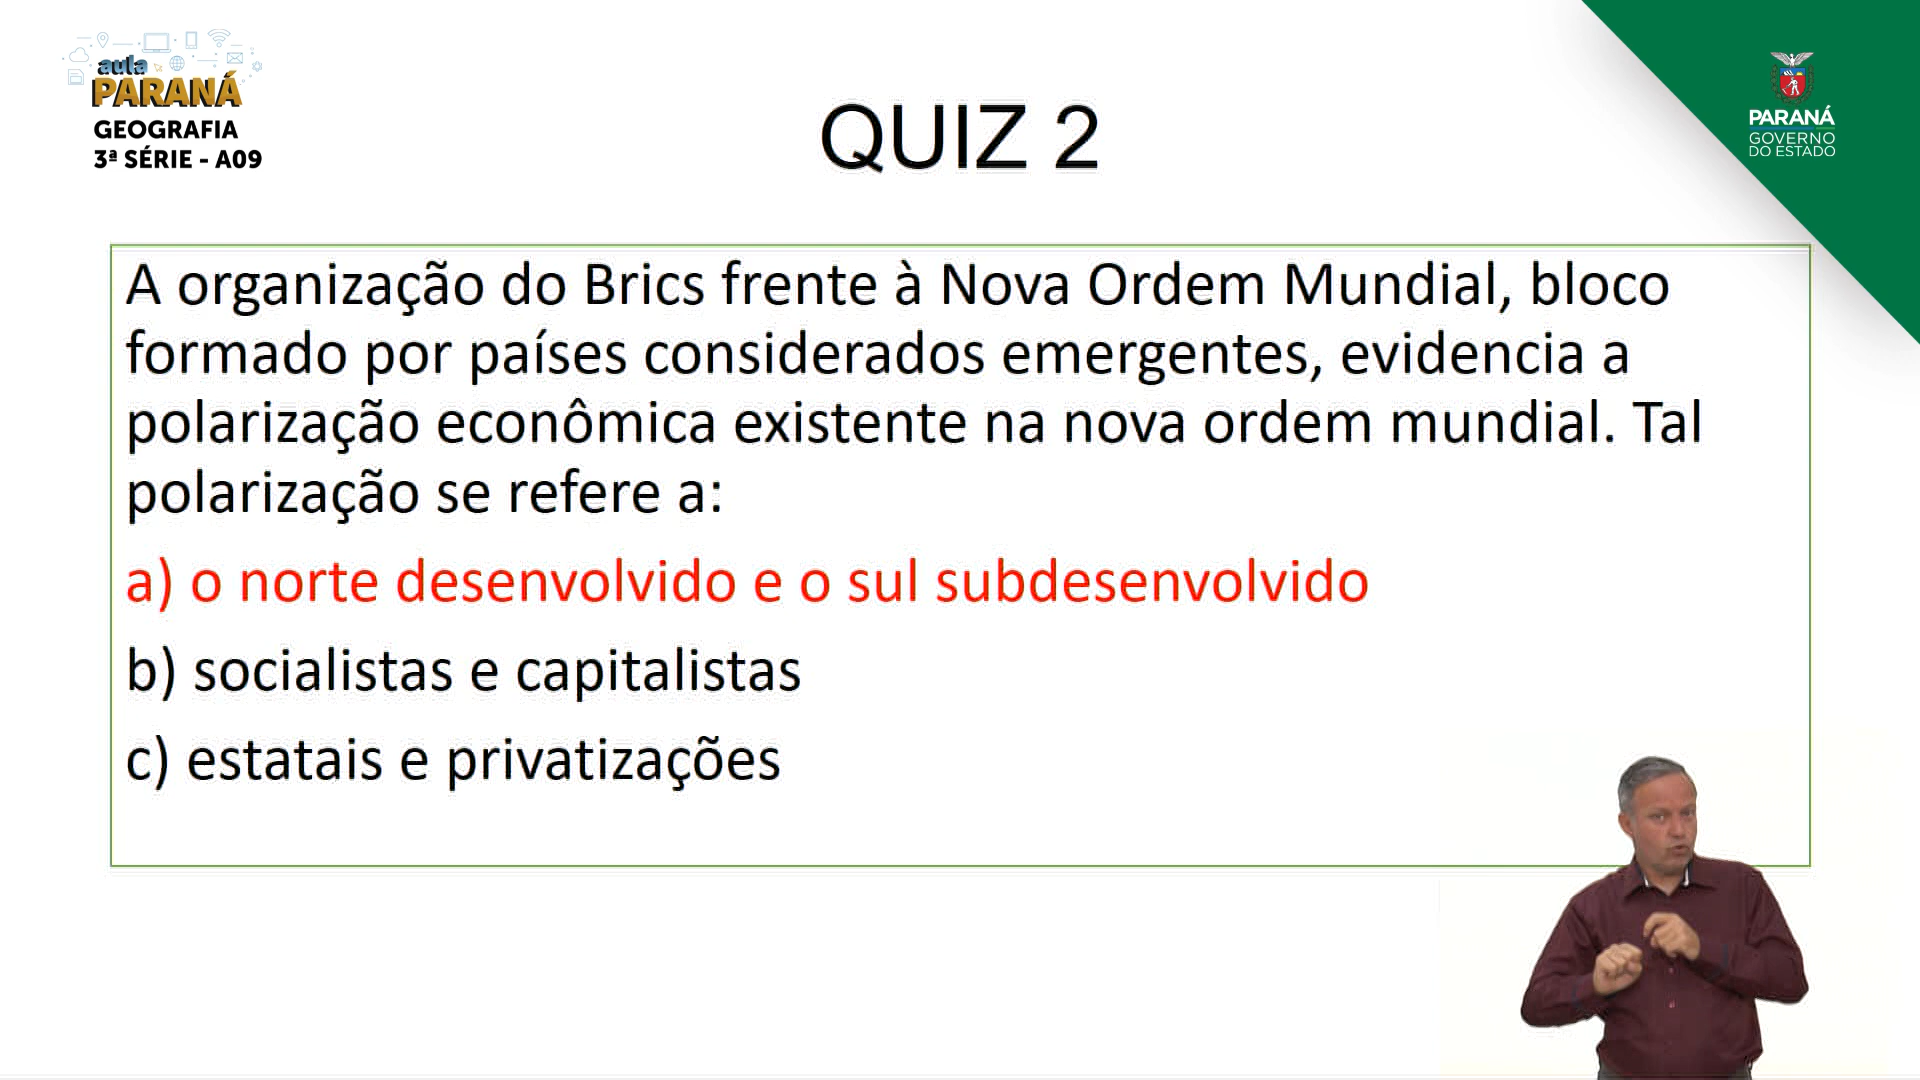 aula
PARANÁ
GEOGRAFIA
3ª SÉRIE - A09
QUIZ 2
PARANÁ
GOVERNO
DO ESTADO
A organização do Brics frente à Nova Ordem Mundial, bloco
formado por países considerados emergentes, evidencia a
polarização econômica existente na nova ordem mundial. Tal
polarização se refere a:
a) o norte desenvolvido e o sul subdesenvolvido
b) socialistas e capitalistas
c) estatais e privatizações